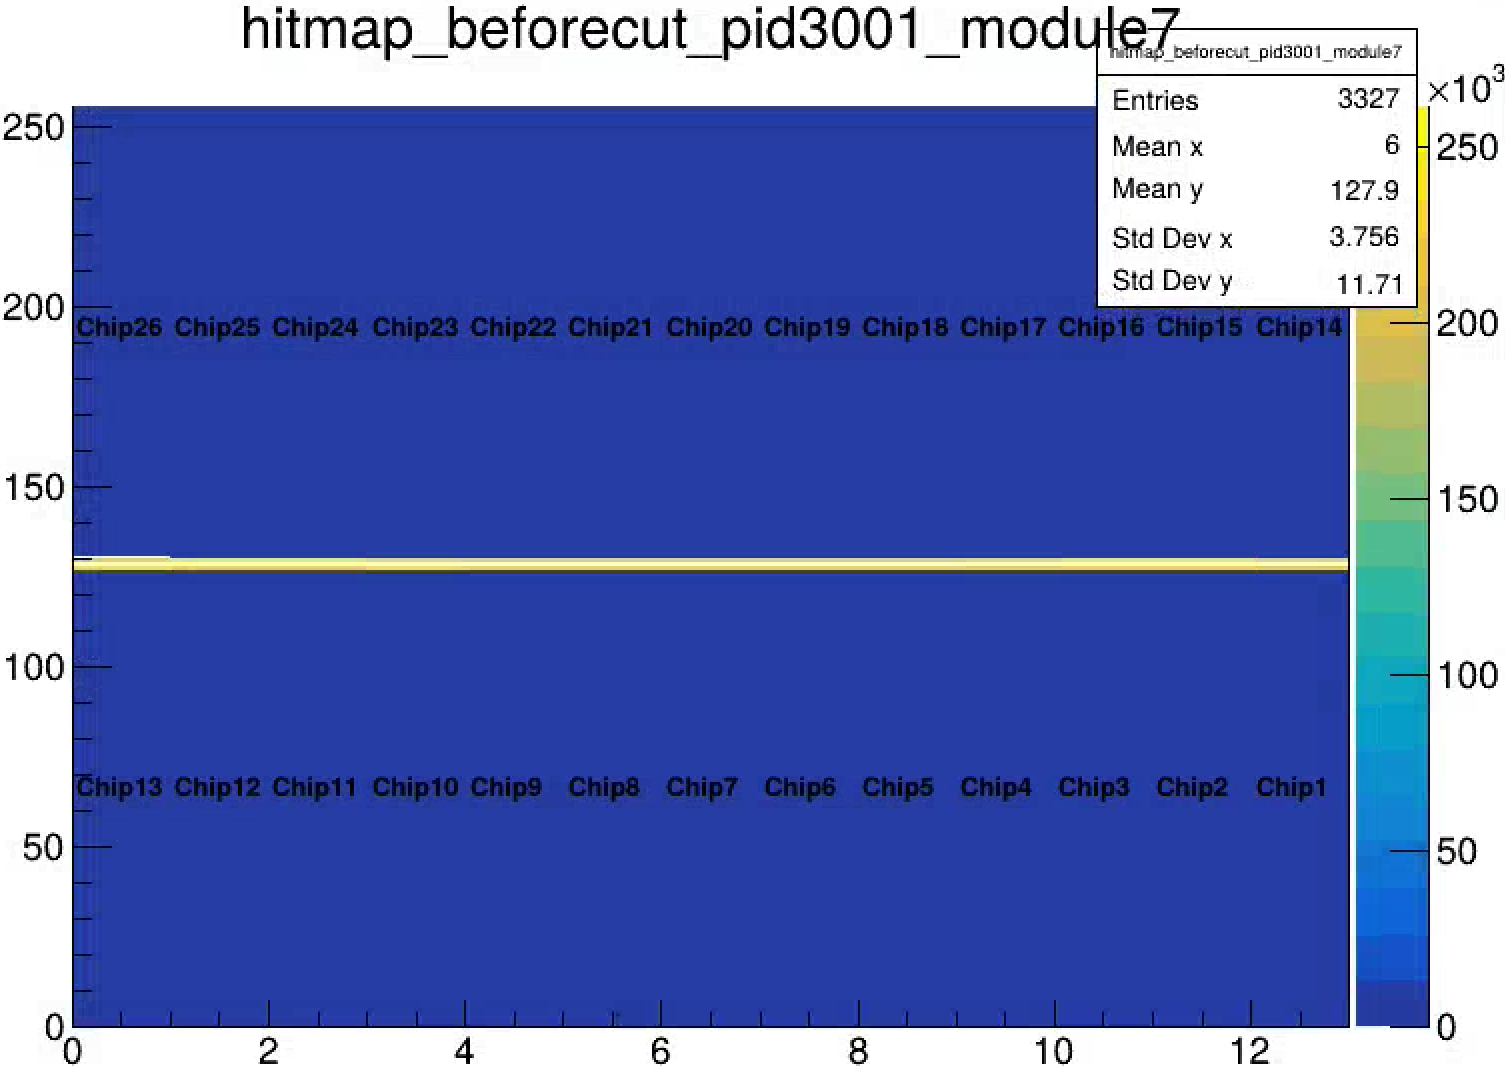 hitmap_beforecut_pid3001_module7
hitmap_beforecut_pid3001_module7
Entries 3327
Mean x 6
Mean y 127.9
Std Dev x 3.756
Std Dev y 11.71
×10³
250
200
150
100
50
0
250
200
150
100
50
0
Chip26 Chip25 Chip24 Chip23 Chip22 Chip21 Chip20 Chip19 Chip18 Chip17 Chip16 Chip15 Chip14
Chip13 Chip12 Chip11 Chip10 Chip9 Chip8 Chip7 Chip6 Chip5 Chip4 Chip3 Chip2 Chip1
0 2 4 6 8 10 12